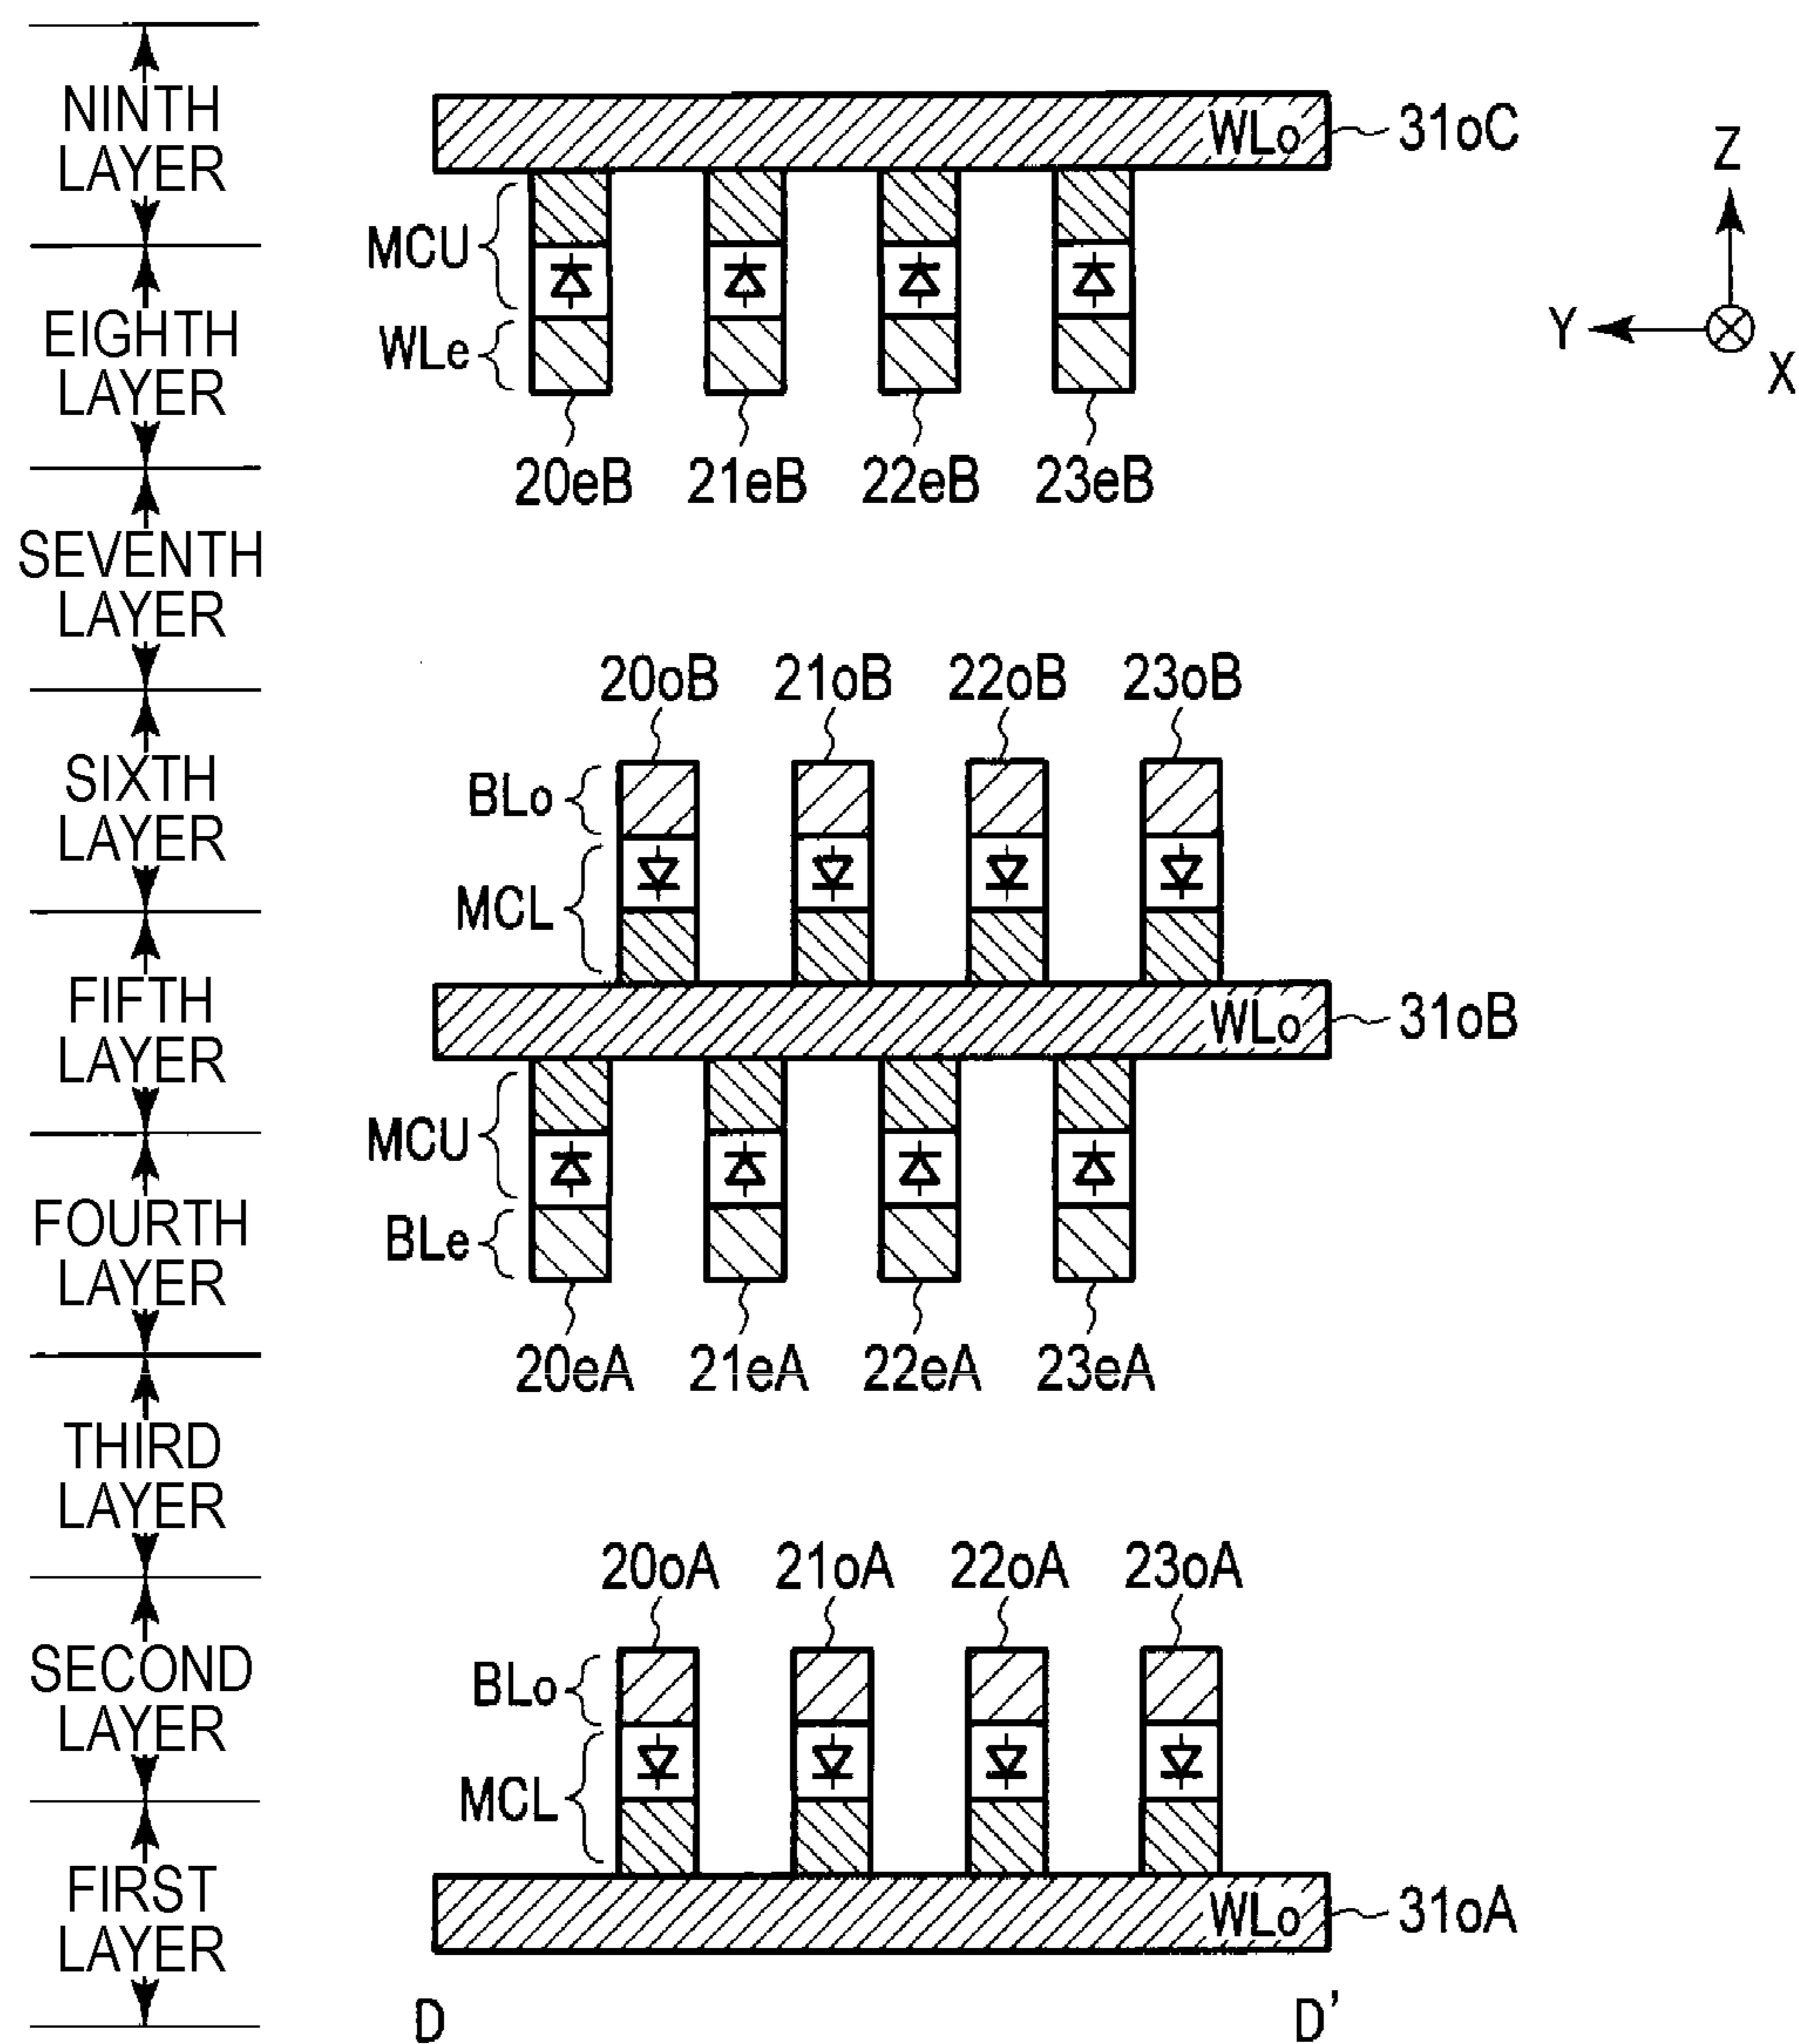 NINTH
LAYER
EIGHTH
LAYER
SEVENTH
LAYER
SIXTH
LAYER
FIFTH
LAYER
FOURTH
LAYER
THIRD
LAYER
SECOND
LAYER
FIRST
LAYER
WLo
31oC
MCU
WLe
20eB 21eB 22eB 23eB
Z
Y
X
20oB 21oB 22oB 23oB
BLo
MCL
WLo
31oB
MCU
BLe
20eA 21eA 22eA 23eA
20oA 21oA 22oA 23oA
BLo
MCL
WLo
31oA
D D'